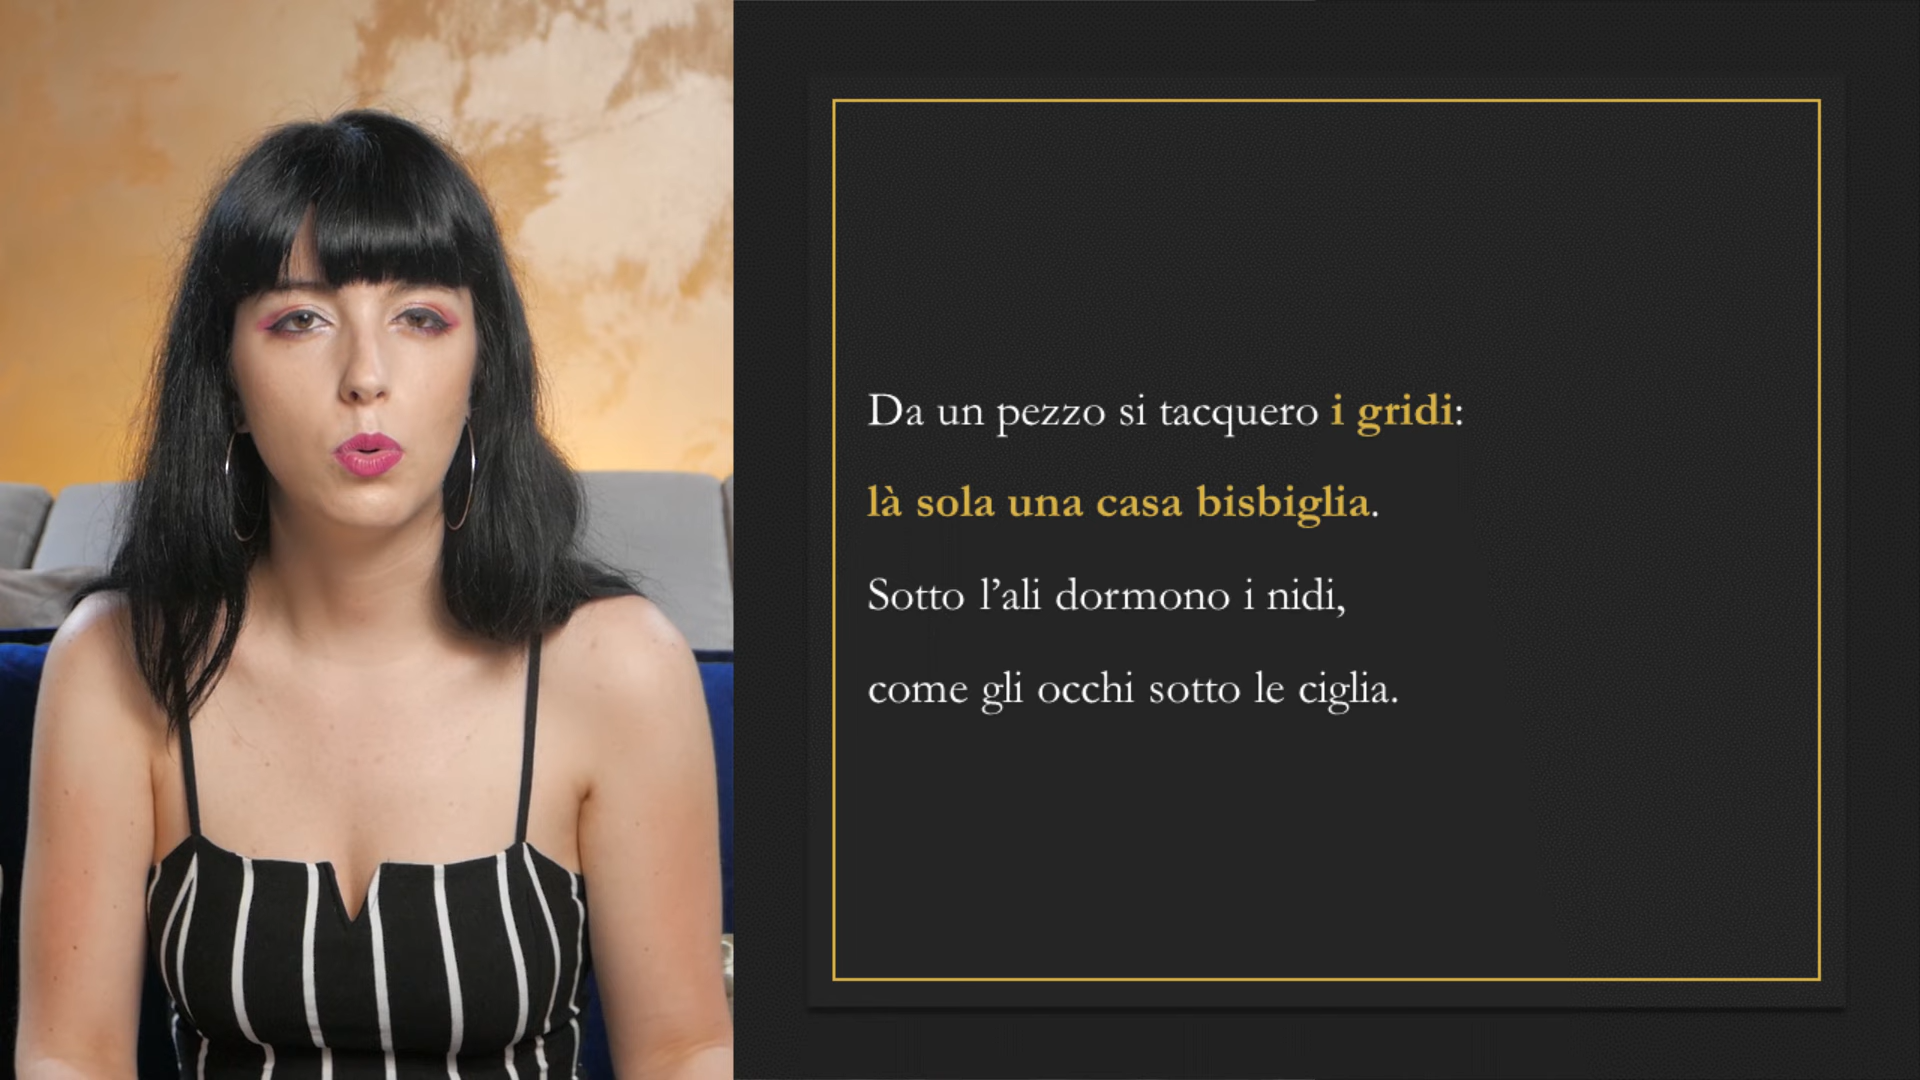 Da un pezzo si tacquero i gridi:
là sola una casa bisbiglia.
Sotto l’ali dormono i nidi,
come gli occhi sotto le ciglia.